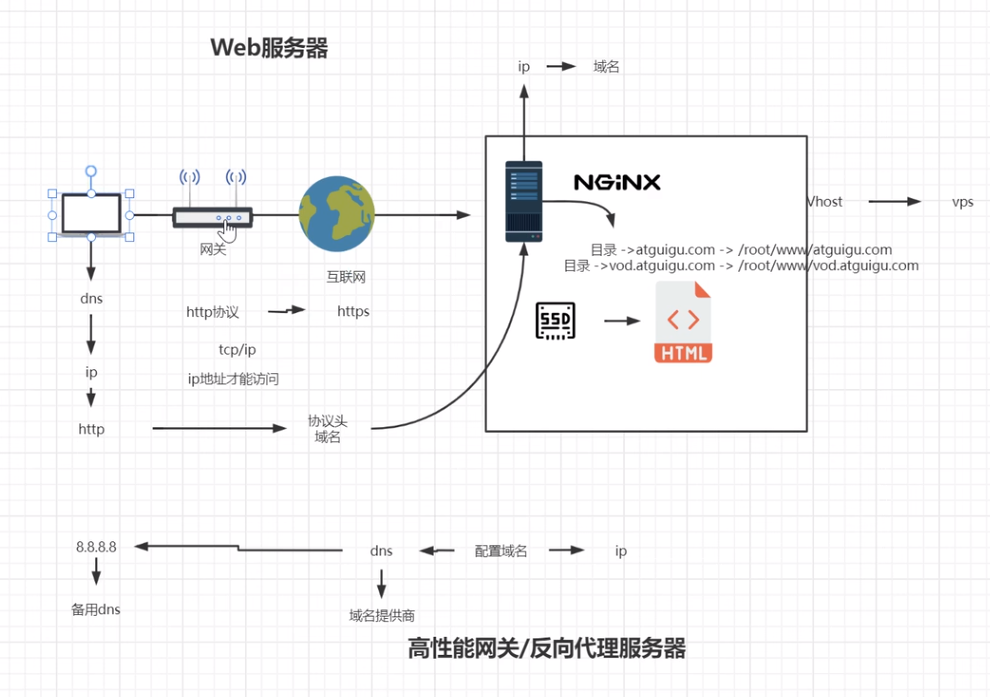 Web服务器
ip
域名
NGINX
Vhost
vps
网关
目录 ->atguigu.com -> /root/www/atguigu.com
目录 ->vod.atguigu.com -> /root/www/vod.atguigu.com
互联网
dns
http协议
https
SSD
HTML
tcp/ip
ip
ip地址才能访问
http
协议头
域名
8.8.8.8
dns
配置域名
ip
备用dns
域名提供商
高性能网关/反向代理服务器